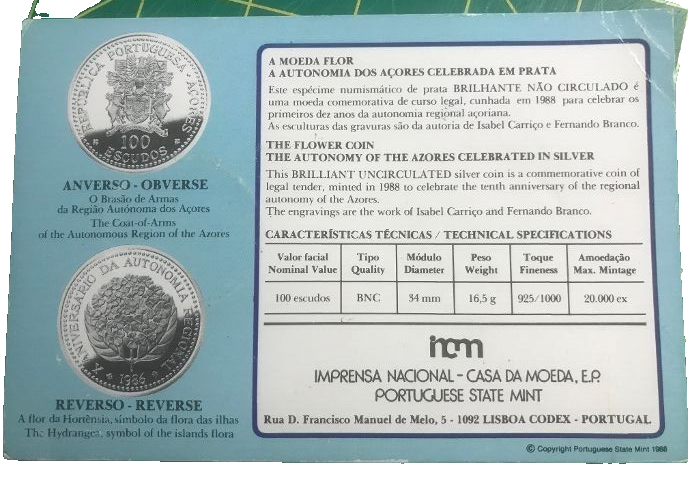 REPUBLICA PORTUGUESA · AÇORES
100
ESCUDOS
ANVERSO - OBVERSE
O Brasão de Armas
da Região Autónoma dos Açores
The Coat-of-Arms
of the Autonomous Region of the Azores
X ANIVERSÁRIO DA AUTONOMIA REGIONAL
1986
REVERSO - REVERSE
A flor da Hortênsia, símbolo da flora das ilhas
The Hydrangea, symbol of the islands flora
A MOEDA FLOR
A AUTONOMIA DOS AÇORES CELEBRADA EM PRATA
Este espécime numismático de prata BRILHANTE NÃO CIRCULADO é
uma moeda comemorativa de curso legal, cunhada em 1988 para celebrar os
primeiros dez anos da autonomia regional açoriana.
As esculturas das gravuras são da autoria de Isabel Carriço e Fernando Branco.
THE FLOWER COIN
THE AUTONOMY OF THE AZORES CELEBRATED IN SILVER
This BRILLIANT UNCIRCULATED silver coin is a commemorative coin of
legal tender, minted in 1988 to celebrate the tenth anniversary of the regional
autonomy of the Azores.
The engravings are the work of Isabel Carriço and Fernando Branco.
CARACTERÍSTICAS TÉCNICAS / TECHNICAL SPECIFICATIONS
Valor facial Tipo Módulo Peso Toque Amoedação
Nominal Value Quality Diameter Weight Fineness Max. Mintage
100 escudos BNC 34 mm 16,5 g 925/1000 20.000 ex
incm
IMPRENSA NACIONAL - CASA DA MOEDA, E.P.
PORTUGUESE STATE MINT
Rua D. Francisco Manuel de Melo, 5 - 1092 LISBOA CODEX - PORTUGAL
© Copyright Portuguese State Mint 1988